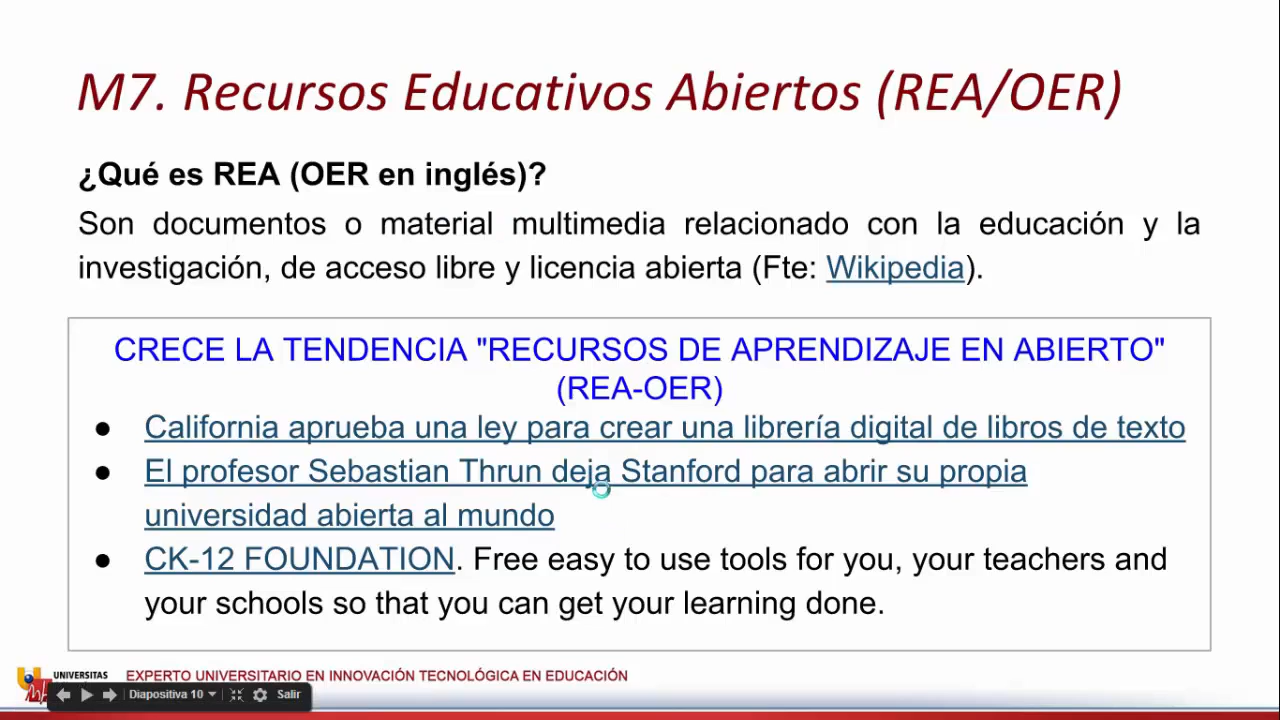 M7. Recursos Educativos Abiertos (REA/OER)
¿Qué es REA (OER en inglés)?
Son documentos o material multimedia relacionado con la educación y la
investigación, de acceso libre y licencia abierta (Fte: Wikipedia).
CRECE LA TENDENCIA "RECURSOS DE APRENDIZAJE EN ABIERTO"
(REA-OER)
● California aprueba una ley para crear una librería digital de libros de texto
● El profesor Sebastian Thrun deja Stanford para abrir su propia
universidad abierta al mundo
● CK-12 FOUNDATION. Free easy to use tools for you, your teachers and
your schools so that you can get your learning done.
UNIVERSITAS
EXPERTO UNIVERSITARIO EN INNOVACIÓN TECNOLÓGICA EN EDUCACIÓN
Diapositiva 10
Salir